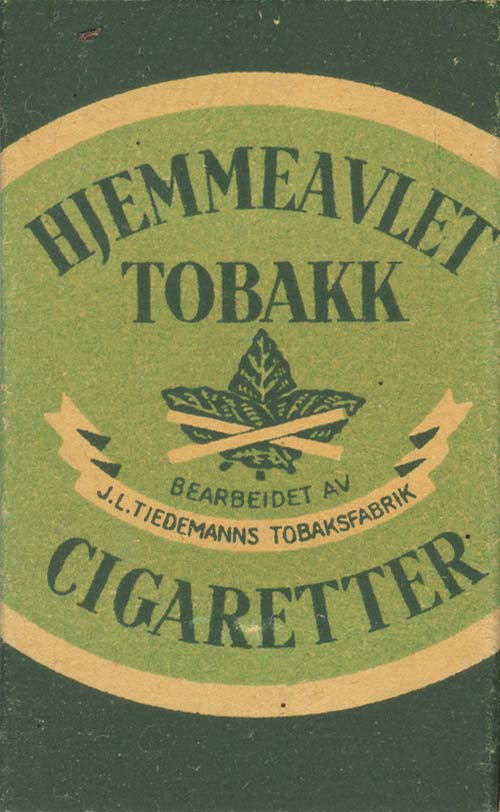 HJEMMEAVLET
TOBAKK
BEARBEIDET AV
J.L.TIEDEMANNS TOBAKSFABRIK
CIGARETTER